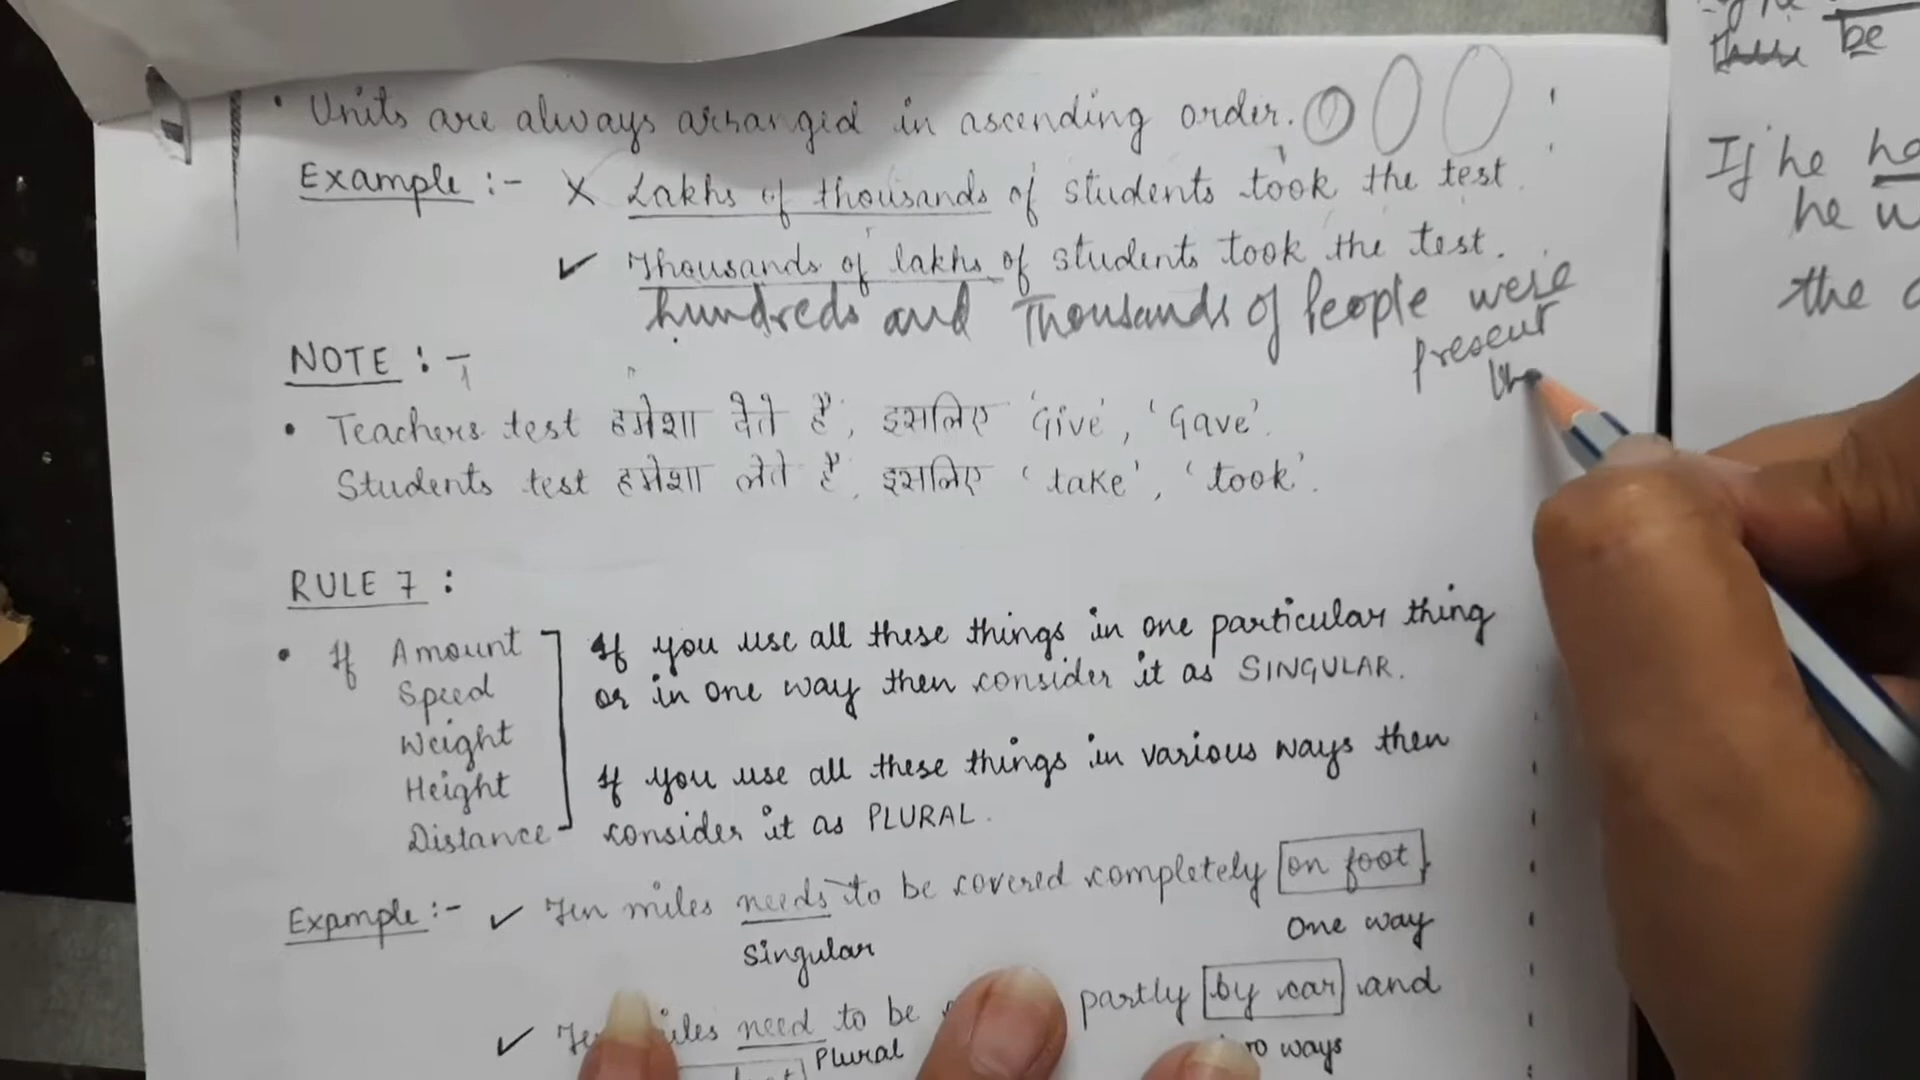 • Units are always arranged in ascending order.
Example :- X Lakhs of thousands of students took the test.
✓ Thousands of lakhs of students took the test.
hundreds and Thousands of People were
present
NOTE :-
• Teachers test हमेशा देते है, इसलिए 'Give', 'Gave'.
Students test हमेशा लेते है, इसलिए 'take', 'took'.
RULE 7 :
• If Amount
Speed
Weight
Height
Distance
If you use all these things in one particular thing
or in one way then consider it as SINGULAR.
If you use all these things in various ways then
consider it as PLURAL.
Example :- ✓ Ten miles needs to be covered completely on foot
Singular
One way
✓ need to be partly by car and
Plural
ways
be
If he
he
the